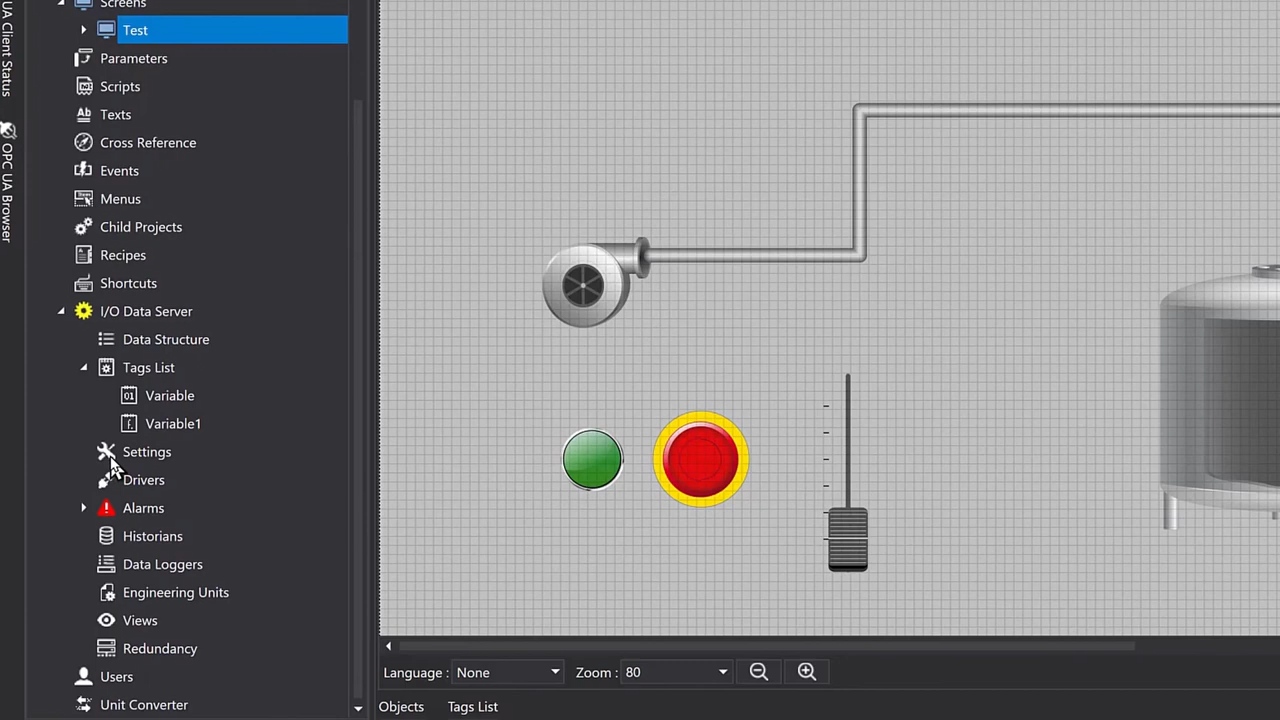 UA Client Status
OPC UA Browser
Screens
Test
Parameters
Scripts
Texts
Cross Reference
Events
Menus
Child Projects
Recipes
Shortcuts
I/O Data Server
Data Structure
Tags List
Variable
Variable1
Settings
Drivers
Alarms
Historians
Data Loggers
Engineering Units
Views
Redundancy
Users
Unit Converter
Language : None Zoom : 80
Objects Tags List